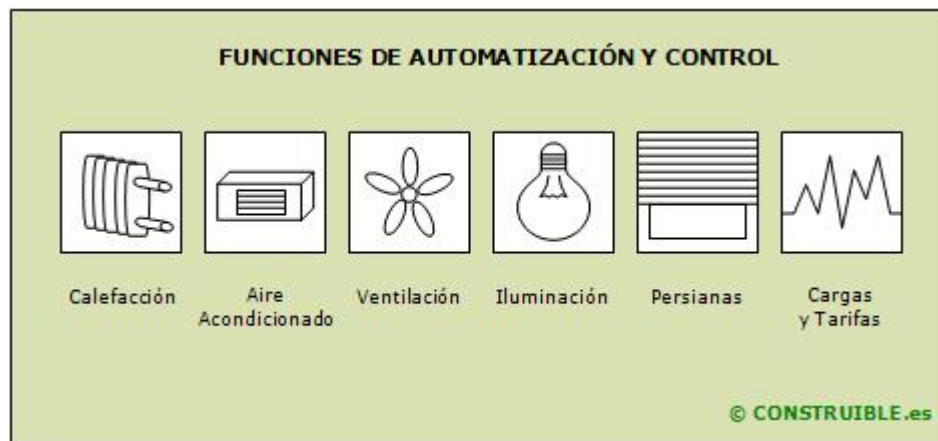 FUNCIONES DE AUTOMATIZACIÓN Y CONTROL
Calefacción
Aire
Acondicionado
Ventilación
Iluminación
Persianas
Cargas
y Tarifas
© CONSTRUIBLE.es